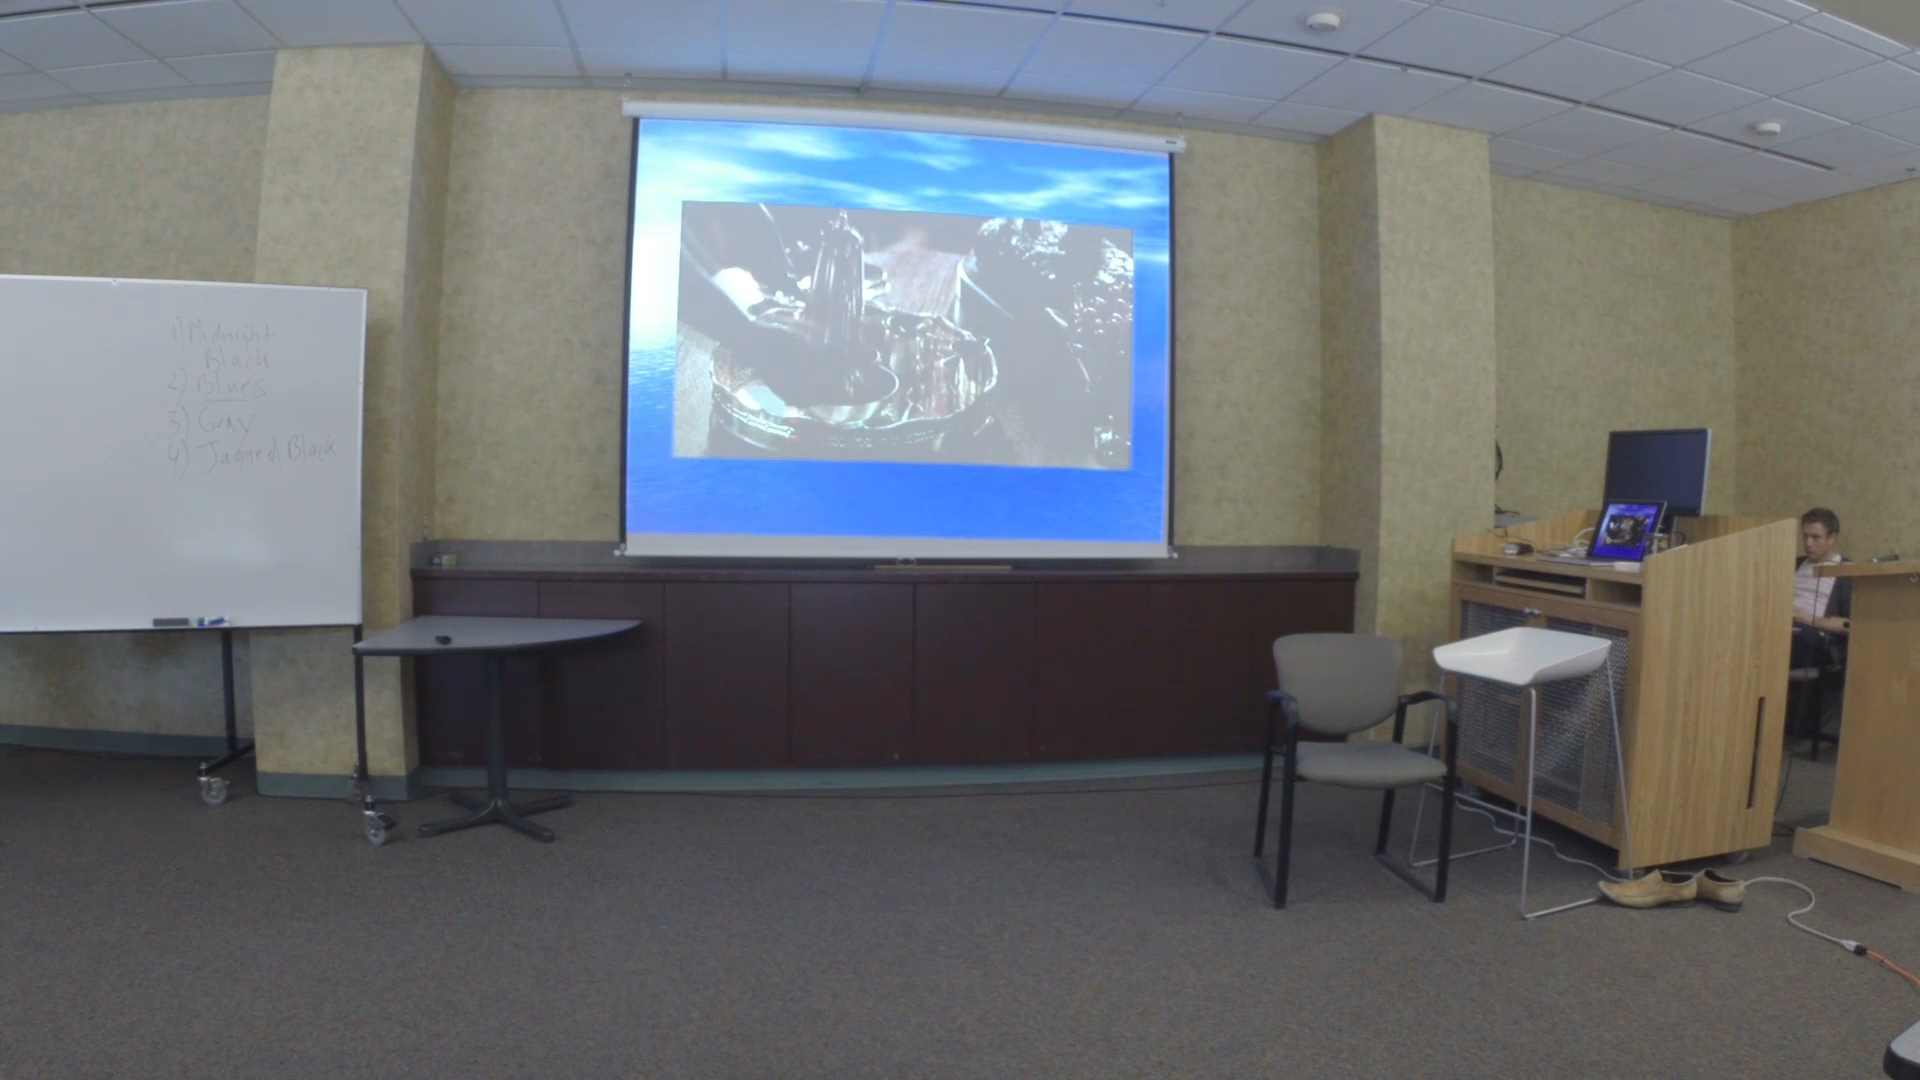 1) Midnight
Black
2) Blues
3) Gray
4) Jagged Black